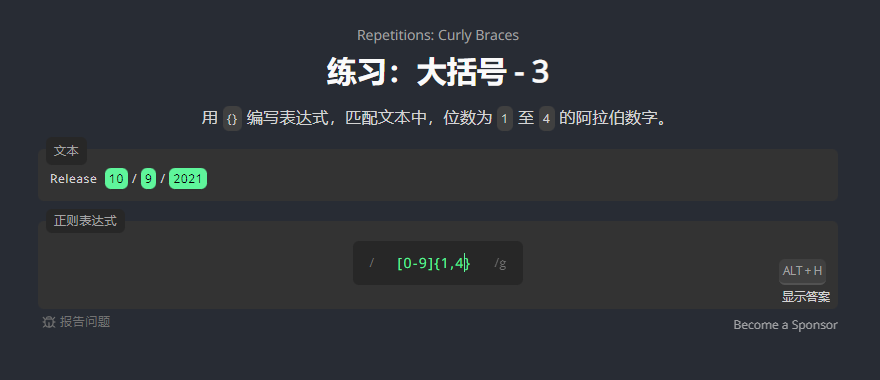 Repetitions: Curly Braces
练习：大括号 - 3
用 {} 编写表达式，匹配文本中，位数为 1 至 4 的阿拉伯数字。
文本
Release 10 / 9 / 2021
正则表达式
/ [0-9]{1,4} /g
ALT + H
显示答案
报告问题
Become a Sponsor